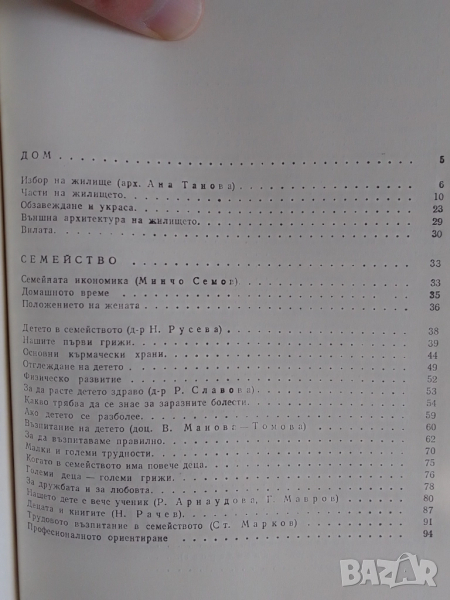 ДОМ . . . 5
Избор на жилище (арх. Ана Танова) . . . 6
Части на жилището. . . . 10
Обзавеждане и украса. . . . 23
Външна архитектура на жилището. . . . 29
Вилата. . . . 30
СЕМЕЙСТВО . . . 33
Семейната икономика (Минчо Семов) . . . 33
Домашното време . . . 35
Положението на жената . . . 36
Детето в семейството (д-р Н. Русева) . . . 38
Нашите първи грижи. . . . 39
Основни кърмачески храни. . . . 44
Отглеждане на детето. . . . 49
Физическо развитие . . . 52
За да расте детето здраво (д-р Р. Славова) . . . 53
Какво трябва да се знае за заразните болести. . . . 54
Ако детето се разболее. . . . 59
Възпитание на детето (доц. В. Манова — Томова) . . . 60
За да възпитаваме правилно. . . . 62
Малки и големи трудности. . . . 70
Когато в семейството има повече деца. . . . 75
Големи деца — големи грижи. . . . 76
За дружбата и за любовта. . . . 78
Нашето дете е вече ученик (Р. Арнаудова, Г. Мавров) . . . 80
Децата и книгите (Н. Рачев). . . . 87
Трудовото възпитание в семейството (Ст. Марков) . . . 91
Професионалното ориентиране . . . 94
BAZAR